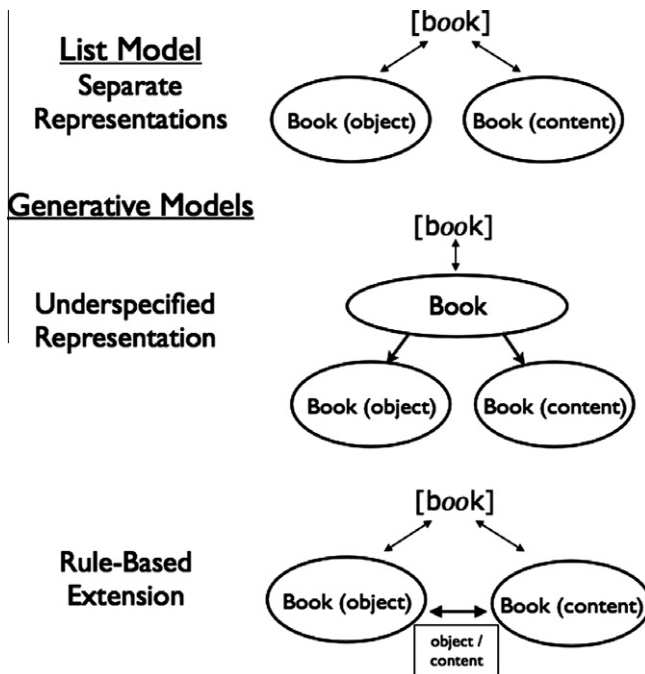 List Model
Separate
Representations
[book]
Book (object)
Book (content)
Generative Models
Underspecified
Representation
[book]
Book
Book (object)
Book (content)
Rule-Based
Extension
[book]
Book (object)
Book (content)
object /
content